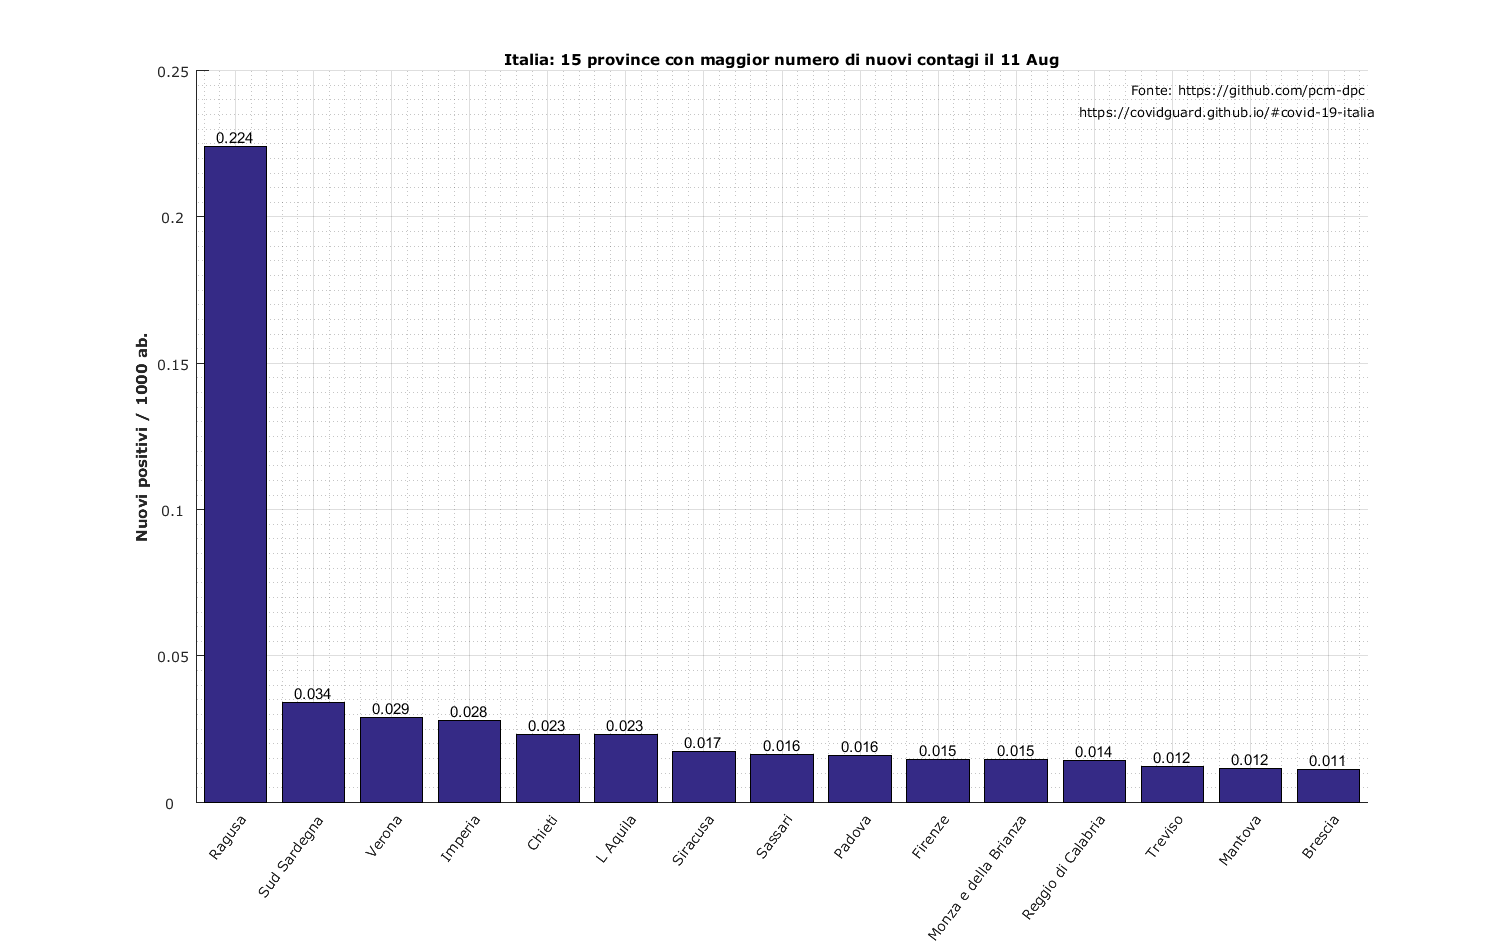 Italia: 15 province con maggior numero di nuovi contagi il 11 Aug
Fonte: https://github.com/pcm-dpc
https://covidguard.github.io/#covid-19-italia
Nuovi positivi / 1000 ab.
0.25
0.2
0.15
0.1
0.05
0
0.224
0.034
0.029
0.028
0.023
0.023
0.017
0.016
0.016
0.015
0.015
0.014
0.012
0.012
0.011
Ragusa
Sud Sardegna
Verona
Imperia
Chieti
L Aquila
Siracusa
Sassari
Padova
Firenze
Monza e della Brianza
Reggio di Calabria
Treviso
Mantova
Brescia